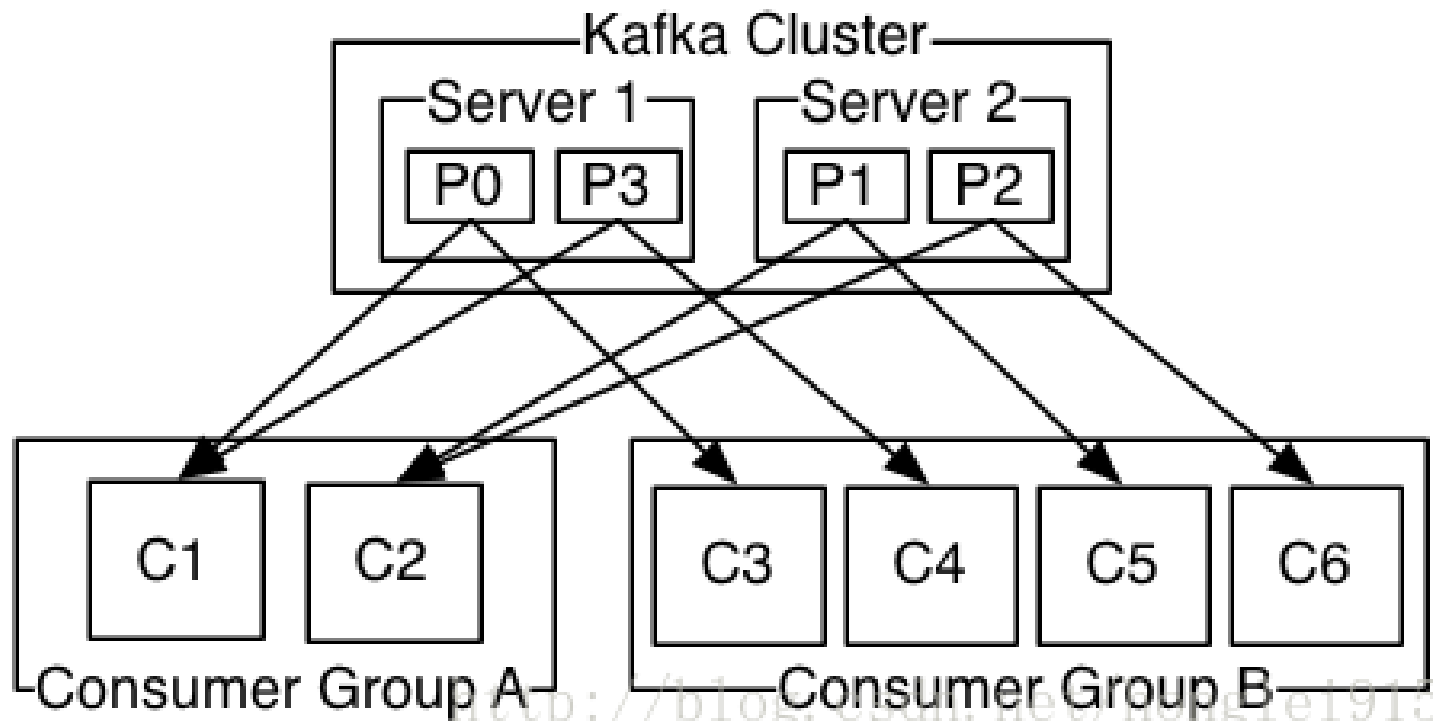 Kafka Cluster
Server 1 Server 2
P0 P3 P1 P2
C1 C2 C3 C4 C5 C6
Consumer Group A Consumer Group B